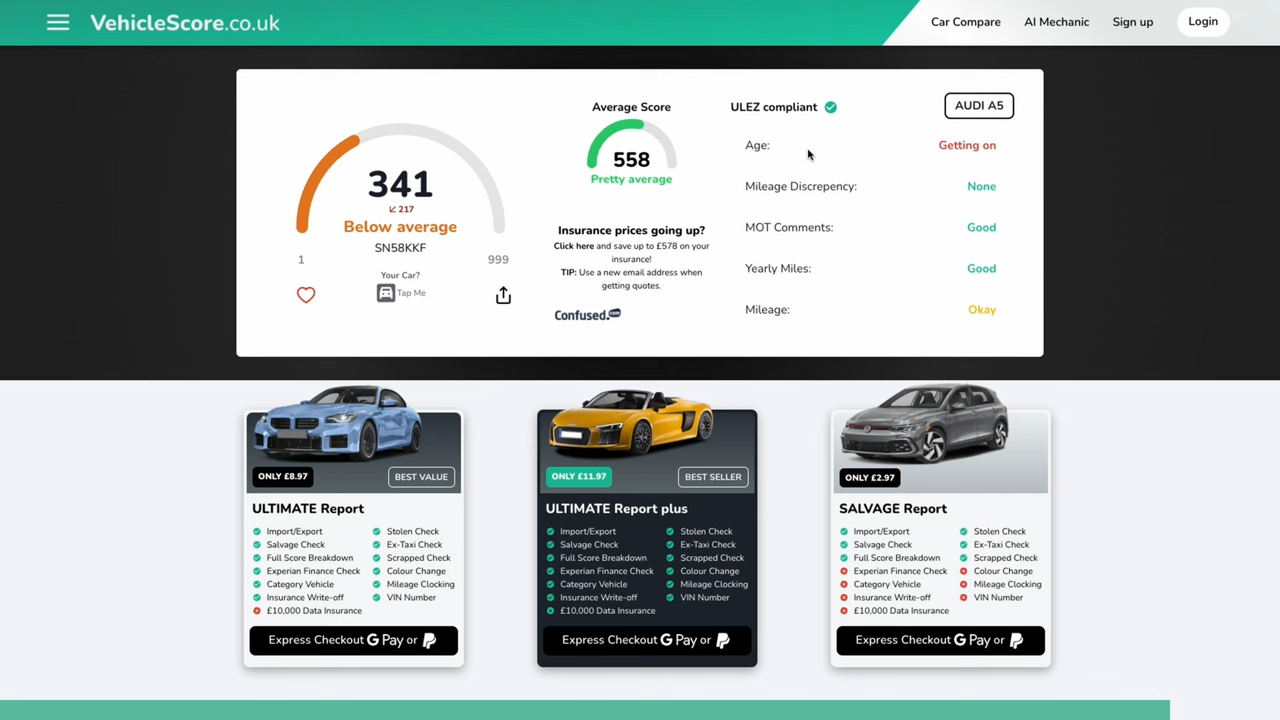 VehicleScore.co.uk
Car Compare
AI Mechanic
Sign up
Login
341
217
Below average
SN58KKF
1
999
Your Car?
Tap Me
Average Score
558
Pretty average
Insurance prices going up?
Click here and save up to £578 on your
insurance!
TIP: Use a new email address when
getting quotes.
Confused.com
ULEZ compliant
AUDI A5
Age: Getting on
Mileage Discrepency: None
MOT Comments: Good
Yearly Miles: Good
Mileage: Okay
ONLY £8.97
BEST VALUE
ULTIMATE Report
Import/Export
Salvage Check
Full Score Breakdown
Experian Finance Check
Category Vehicle
Insurance Write-off
£10,000 Data Insurance
Stolen Check
Ex-Taxi Check
Scrapped Check
Colour Change
Mileage Clocking
VIN Number
Express Checkout G Pay or P
ONLY £11.97
BEST SELLER
ULTIMATE Report plus
Import/Export
Salvage Check
Full Score Breakdown
Experian Finance Check
Category Vehicle
Insurance Write-off
£10,000 Data Insurance
Stolen Check
Ex-Taxi Check
Scrapped Check
Colour Change
Mileage Clocking
VIN Number
Express Checkout G Pay or P
ONLY £2.97
SALVAGE Report
Import/Export
Salvage Check
Full Score Breakdown
Experian Finance Check
Category Vehicle
Insurance Write-off
£10,000 Data Insurance
Stolen Check
Ex-Taxi Check
Scrapped Check
Colour Change
Mileage Clocking
VIN Number
Express Checkout G Pay or P